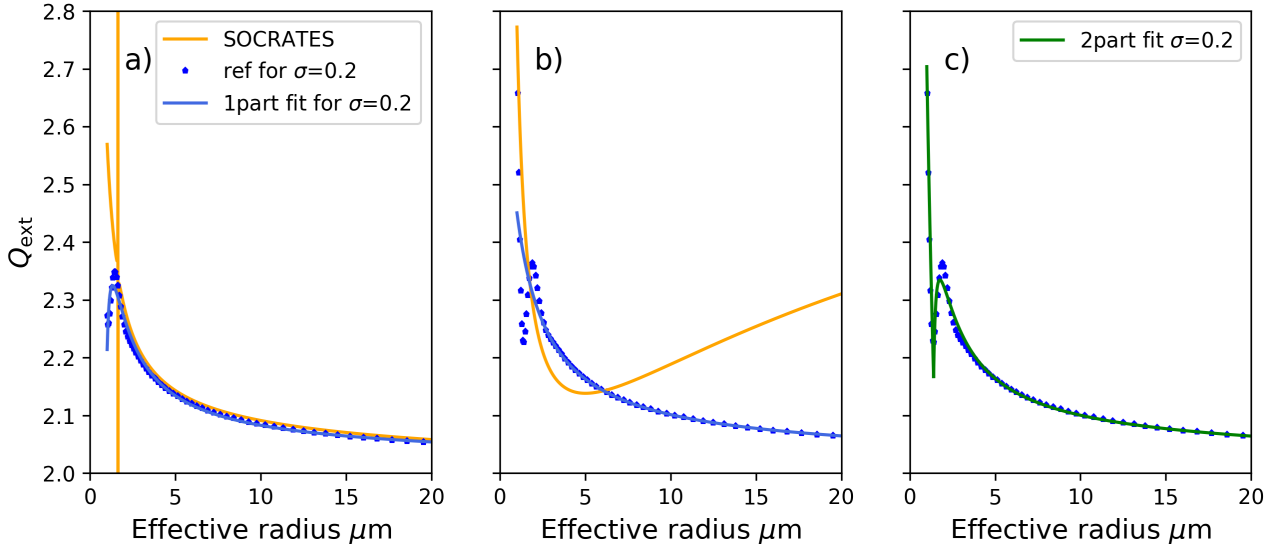 2.8
2.7
2.6
2.5
2.4
2.3
2.2
2.1
2.0
Q_ext
a)
SOCRATES
ref for σ=0.2
1part fit for σ=0.2
0 5 10 15 20
Effective radius μm
b)
0 5 10 15 20
Effective radius μm
c)
2part fit σ=0.2
0 5 10 15 20
Effective radius μm